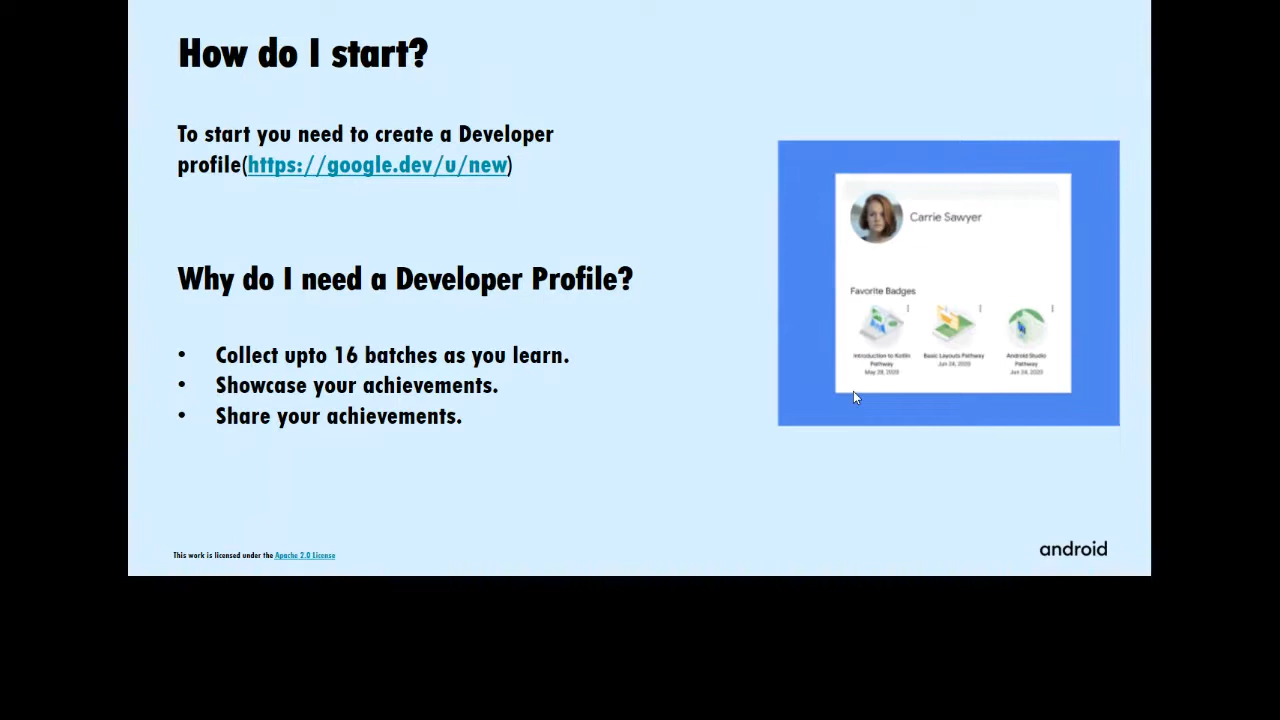 How do I start?
To start you need to create a Developer
profile(https://google.dev/u/new)
Why do I need a Developer Profile?
• Collect upto 16 batches as you learn.
• Showcase your achievements.
• Share your achievements.
Carrie Sawyer
Favorite Badges
Introduction to Kotlin
Pathway
May 28, 2020
Basic Layouts Pathway
Jun 24, 2020
Android Studio
Pathway
Jun 24, 2020
This work is licensed under the Apache 2.0 License
android